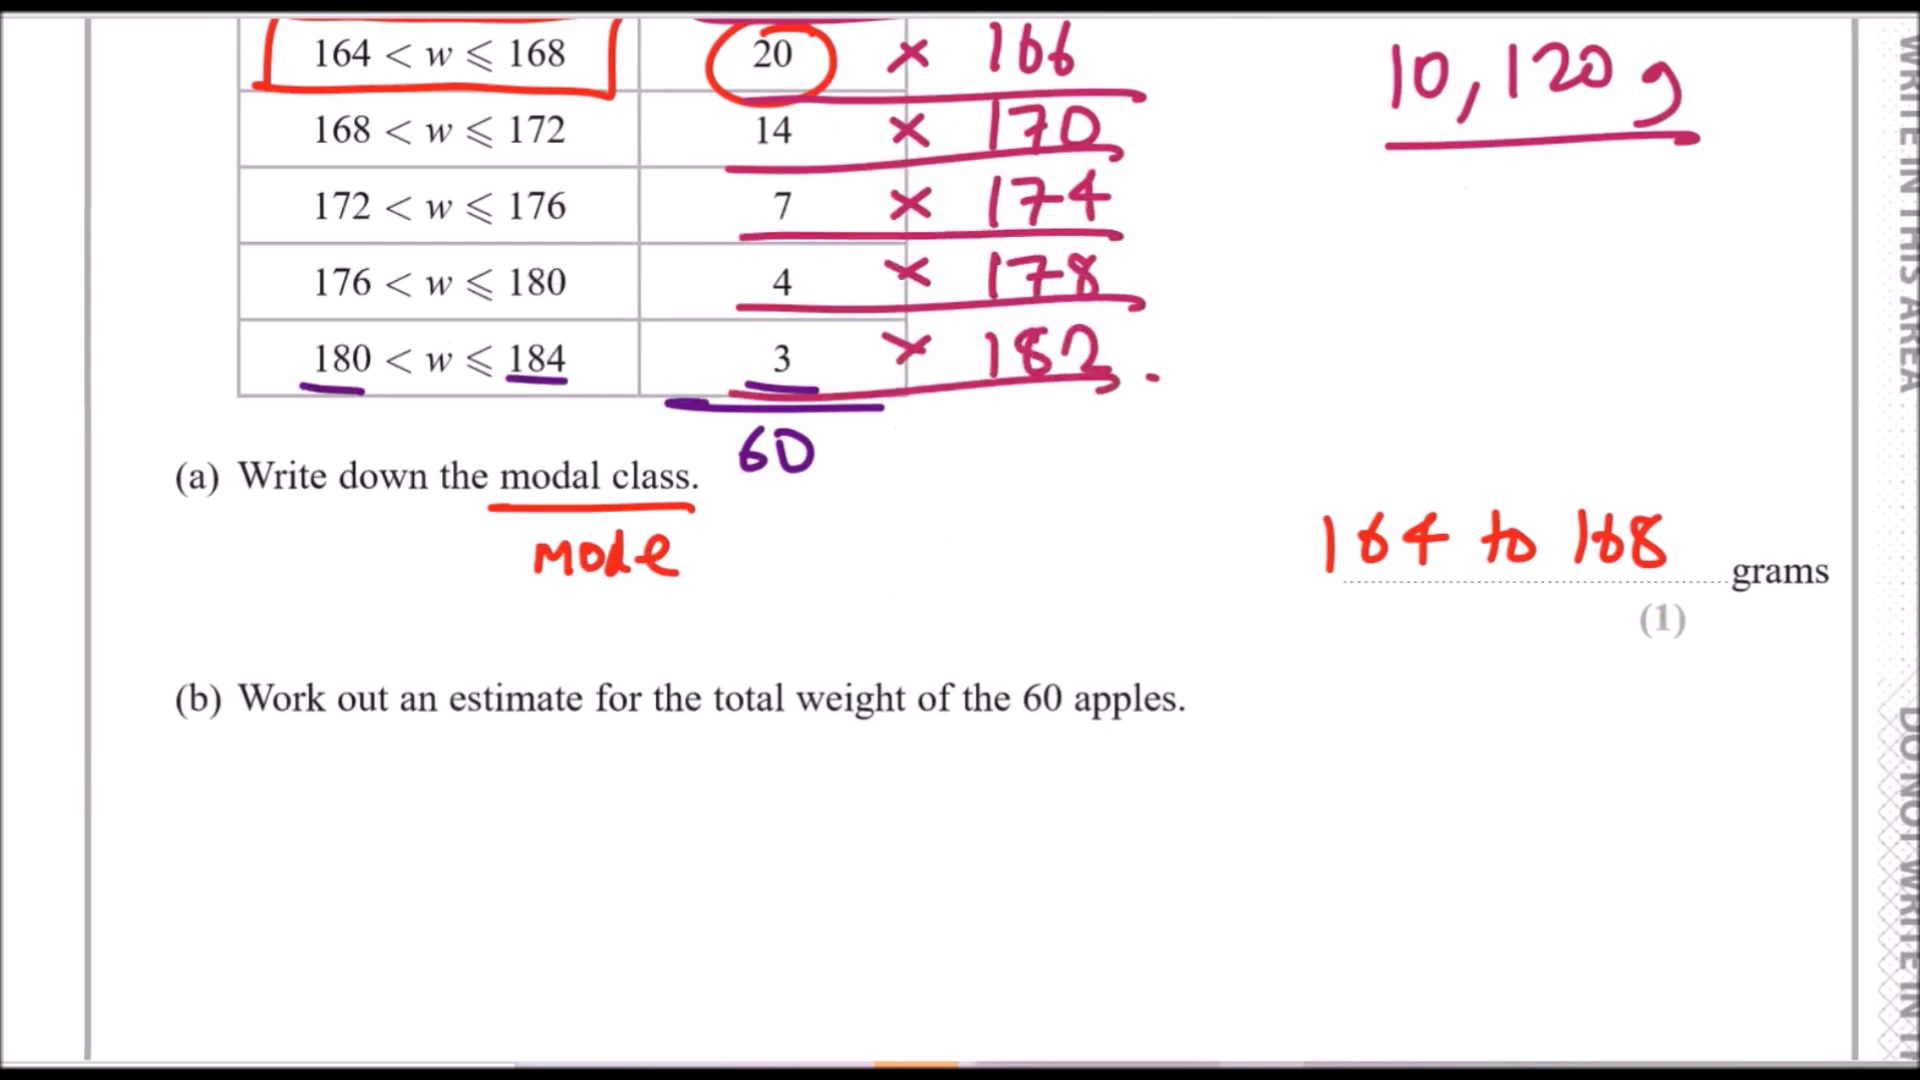 164 < w ⩽ 168 20 × 166
10,120 g
168 < w ⩽ 172 14 × 170
172 < w ⩽ 176 7 × 174
176 < w ⩽ 180 4 × 178
180 < w ⩽ 184 3 × 182.
60
(a) Write down the modal class.
mode
164 to 168 grams
(1)
(b) Work out an estimate for the total weight of the 60 apples.
WRITE IN THIS AREA
DO NOT WRITE IN